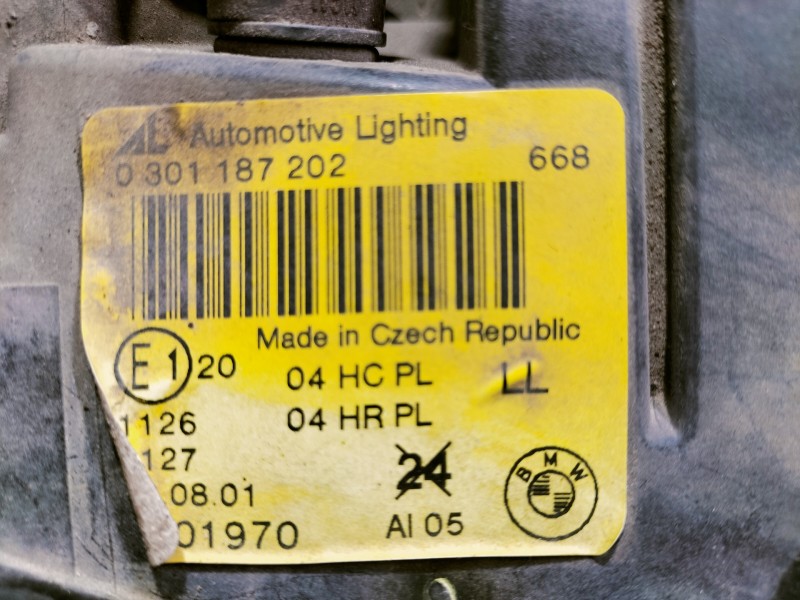 AL Automotive Lighting
0 301 187 202 668
Made in Czech Republic
E1 20 04 HC PL LL
1126 04 HR PL
127 24
08.01
01970 Al 05
BMW